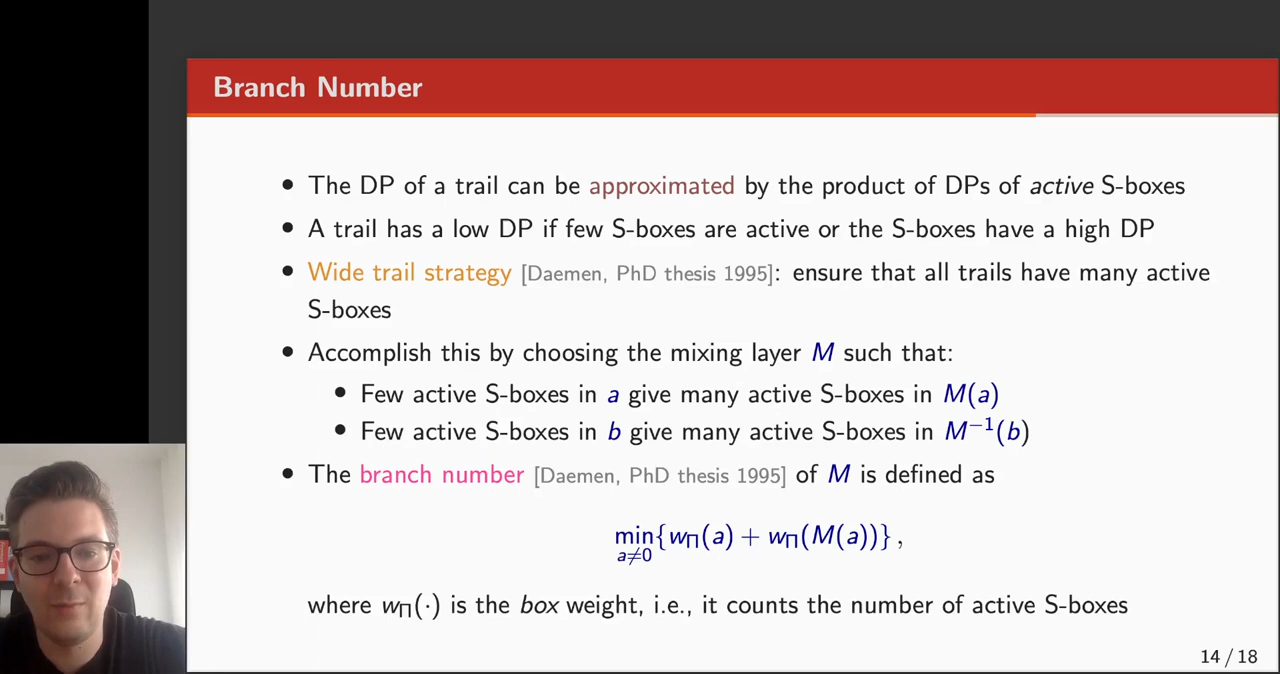 Branch Number
• The DP of a trail can be approximated by the product of DPs of active S-boxes
• A trail has a low DP if few S-boxes are active or the S-boxes have a high DP
• Wide trail strategy [Daemen, PhD thesis 1995]: ensure that all trails have many active
S-boxes
• Accomplish this by choosing the mixing layer M such that:
• Few active S-boxes in a give many active S-boxes in M(a)
• Few active S-boxes in b give many active S-boxes in M⁻¹(b)
• The branch number [Daemen, PhD thesis 1995] of M is defined as
min{w_Π(a) + w_Π(M(a))} ,
a≠0
where w_Π(·) is the box weight, i.e., it counts the number of active S-boxes
14 / 18